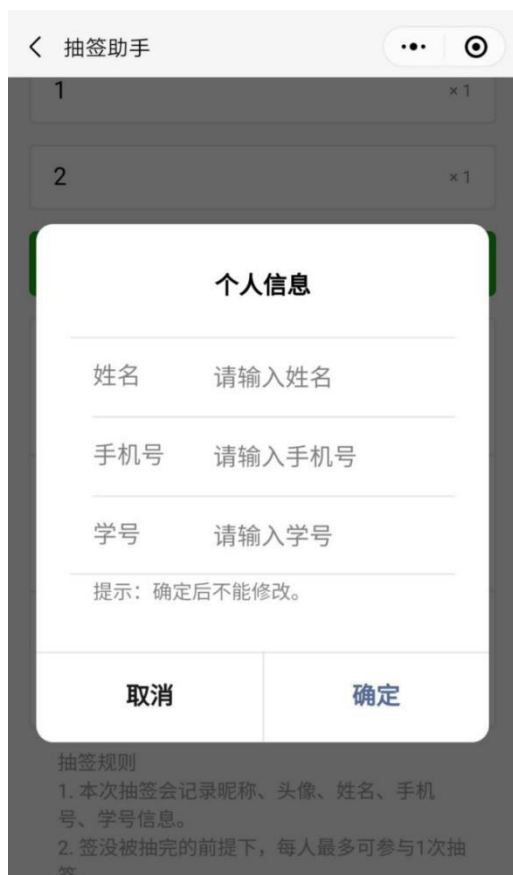 抽签助手
1 ×1
2 ×1
个人信息
姓名 请输入姓名
手机号 请输入手机号
学号 请输入学号
提示：确定后不能修改。
取消 确定
抽签规则
1. 本次抽签会记录昵称、头像、姓名、手机
号、学号信息。
2. 签没被抽完的前提下，每人最多可参与1次抽